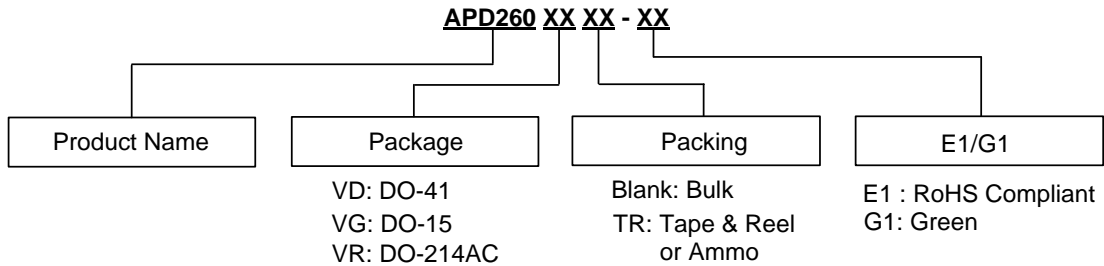 APD260 XX XX - XX
Product Name
Package
Packing
E1/G1
VD: DO-41
VG: DO-15
VR: DO-214AC
Blank: Bulk
TR: Tape & Reel
or Ammo
E1 : RoHS Compliant
G1: Green